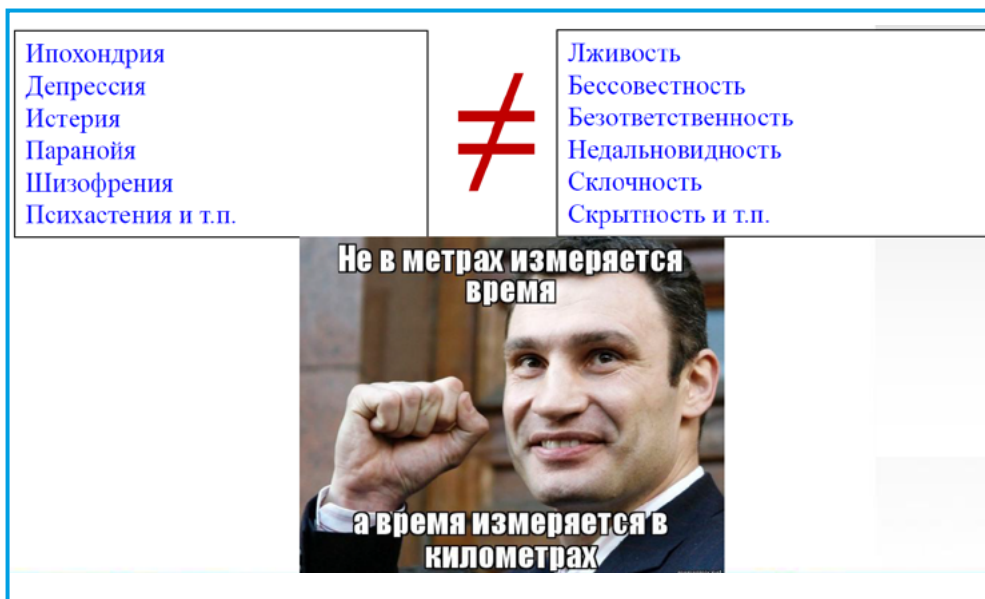 Ипохондрия
Депрессия
Истерия
Паранойя
Шизофрения
Психастения и т.п.
≠
Лживость
Бессовестность
Безответственность
Недальновидность
Склочность
Скрытность и т.п.
Не в метрах измеряется
время
а время измеряется в
километрах